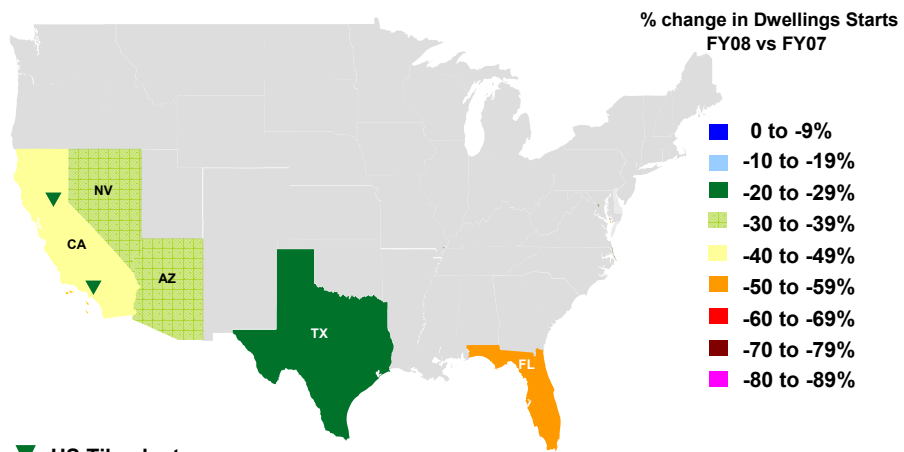 % change in Dwellings Starts
FY08 vs FY07
0 to -9%
-10 to -19%
-20 to -29%
-30 to -39%
-40 to -49%
-50 to -59%
-60 to -69%
-70 to -79%
-80 to -89%
NV
CA
AZ
TX
FL